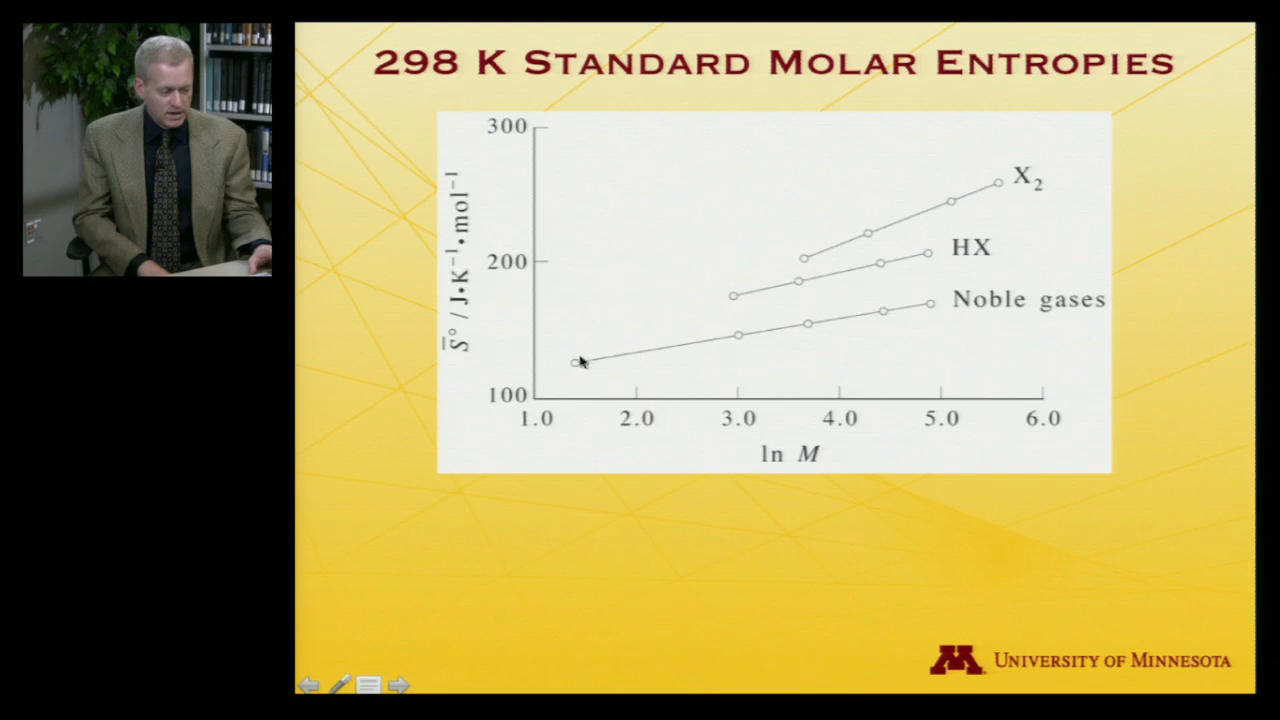 298 K STANDARD MOLAR ENTROPIES
300
200
100
S̄° / J•K⁻¹•mol⁻¹
X₂
HX
Noble gases
1.0 2.0 3.0 4.0 5.0 6.0
ln M
M UNIVERSITY OF MINNESOTA